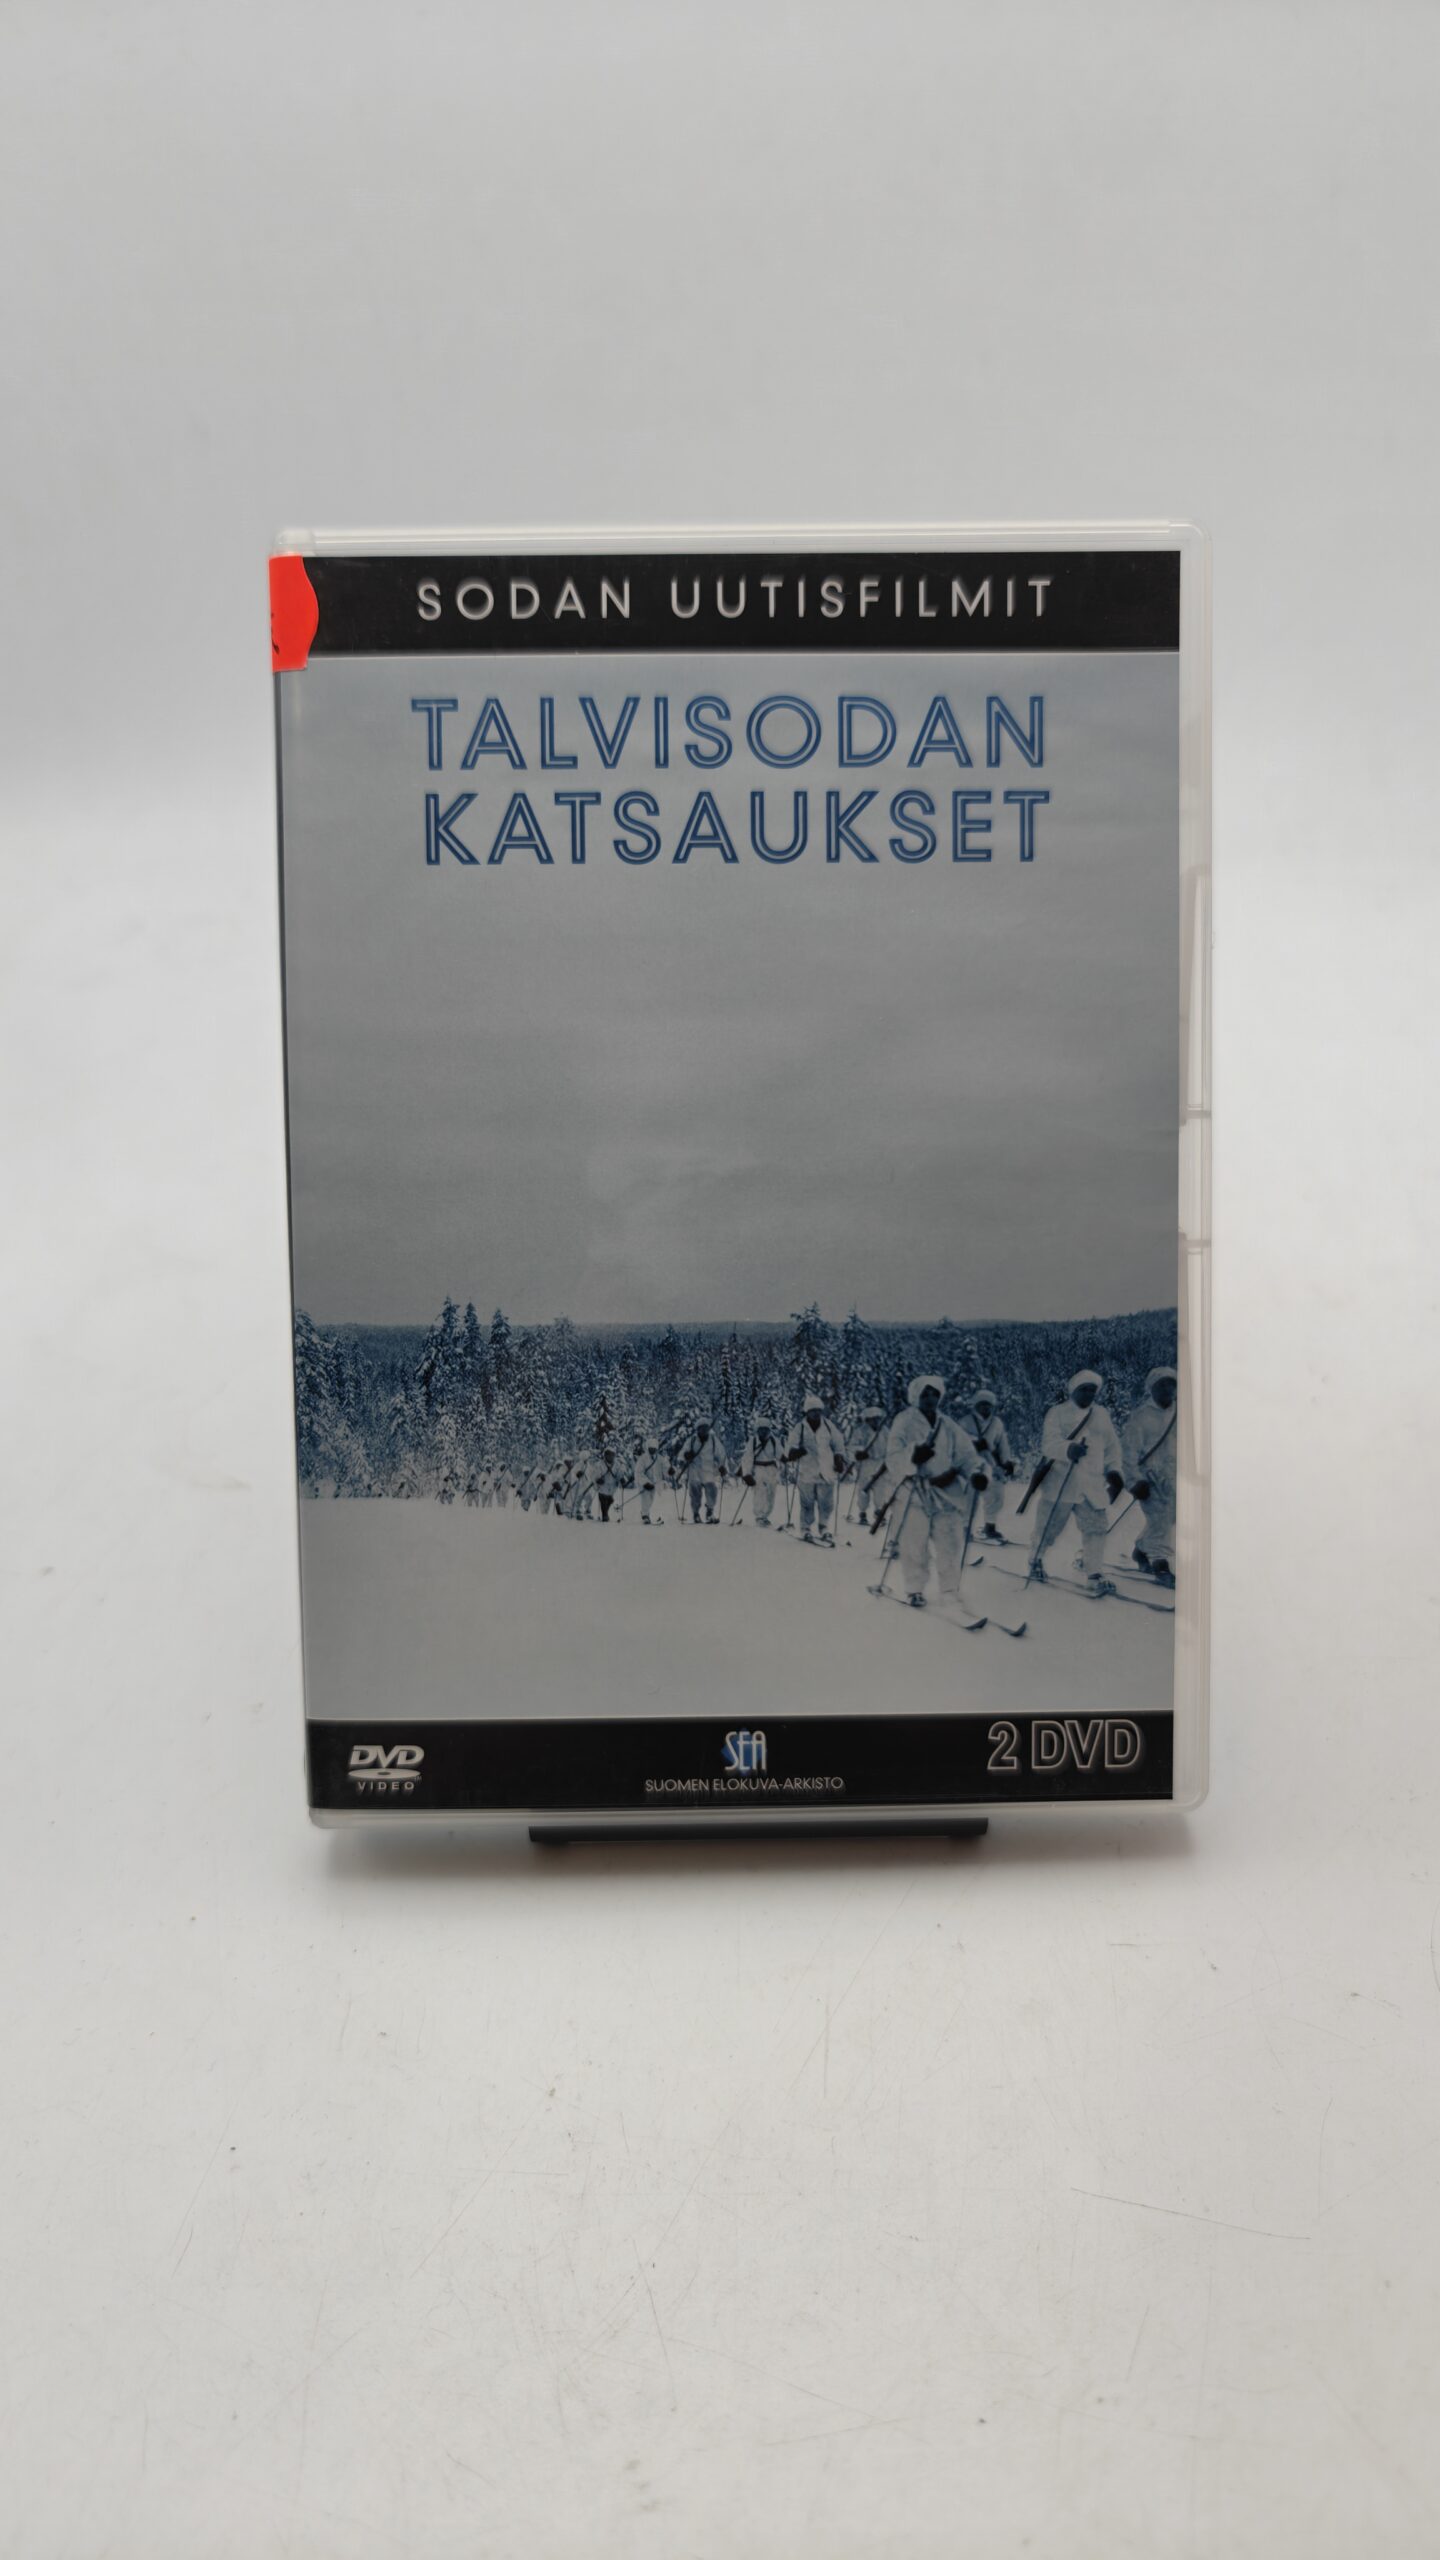 SODAN UUTISFILMIT
TALVISODAN
KATSAUKSET
DVD
VIDEO
SEA
SUOMEN ELOKUVA-ARKISTO
2 DVD